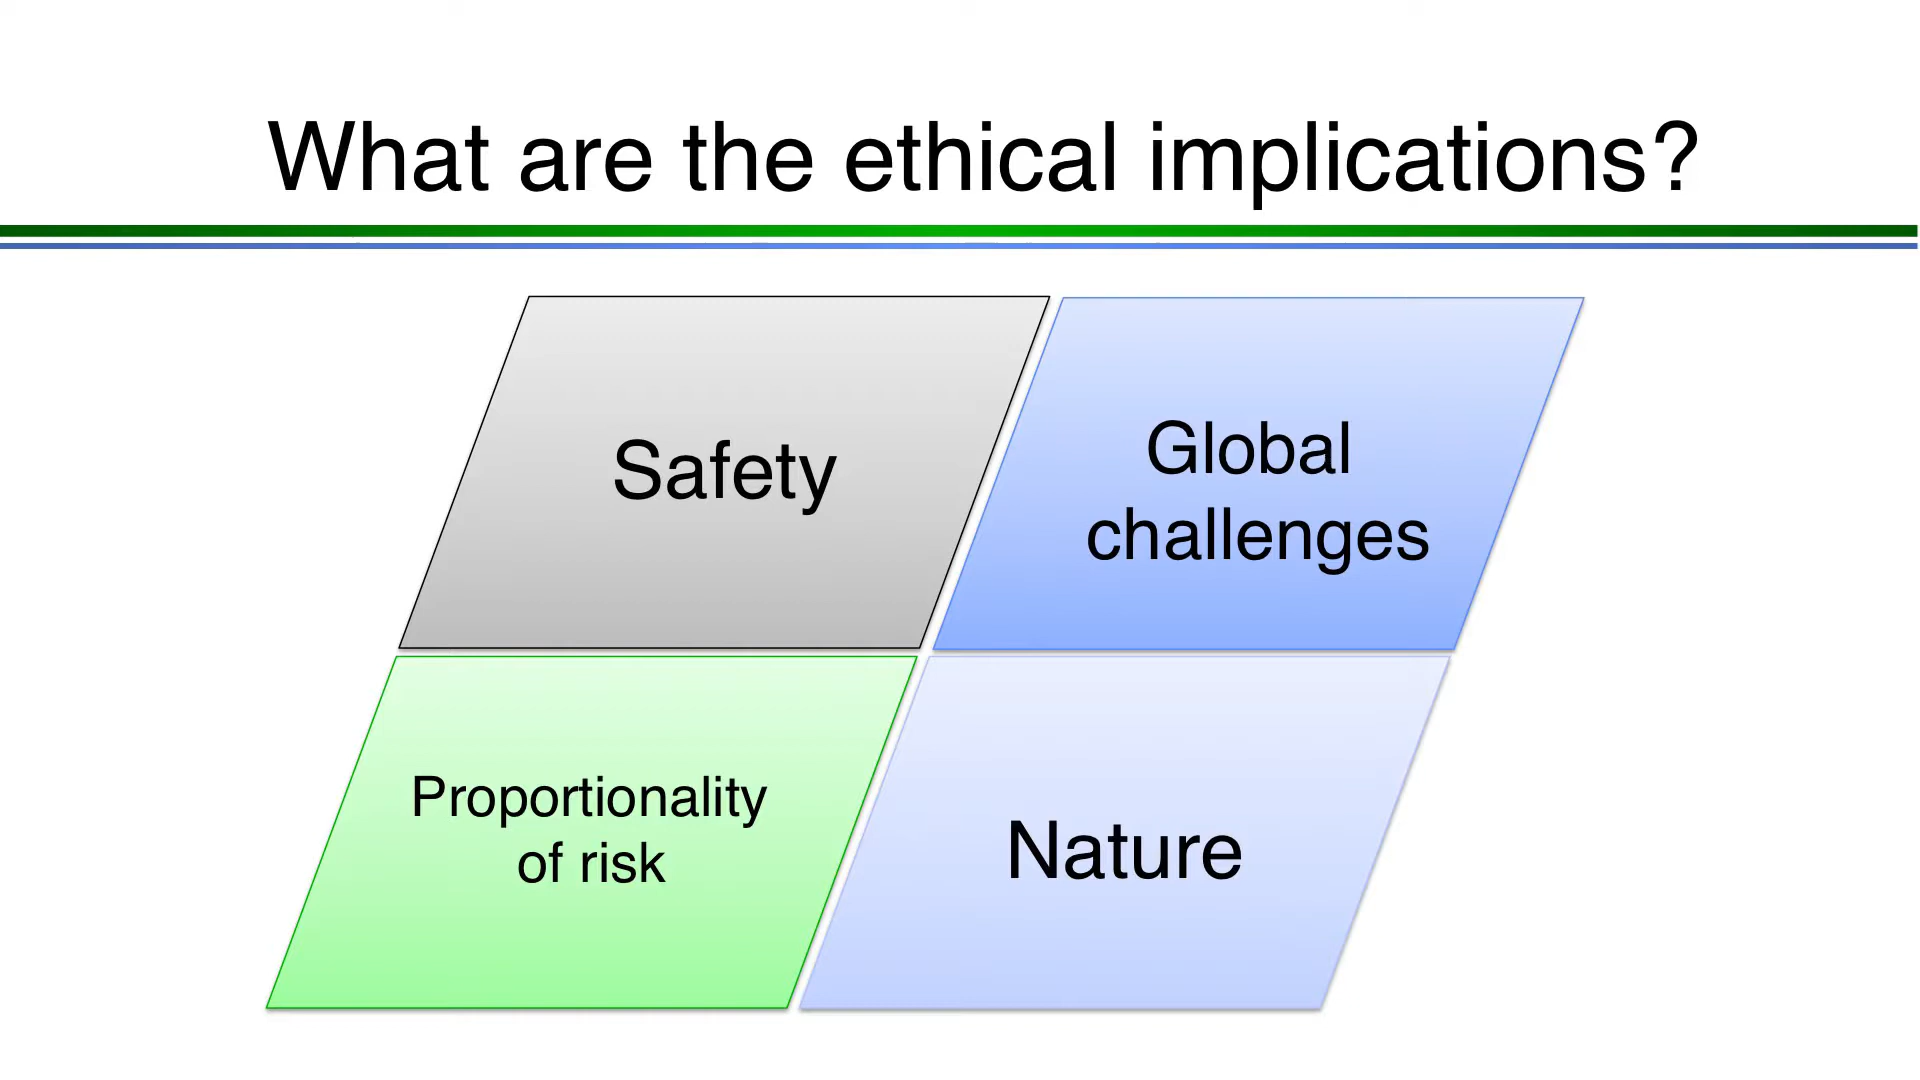 What are the ethical implications?
Safety
Global
challenges
Proportionality
of risk
Nature